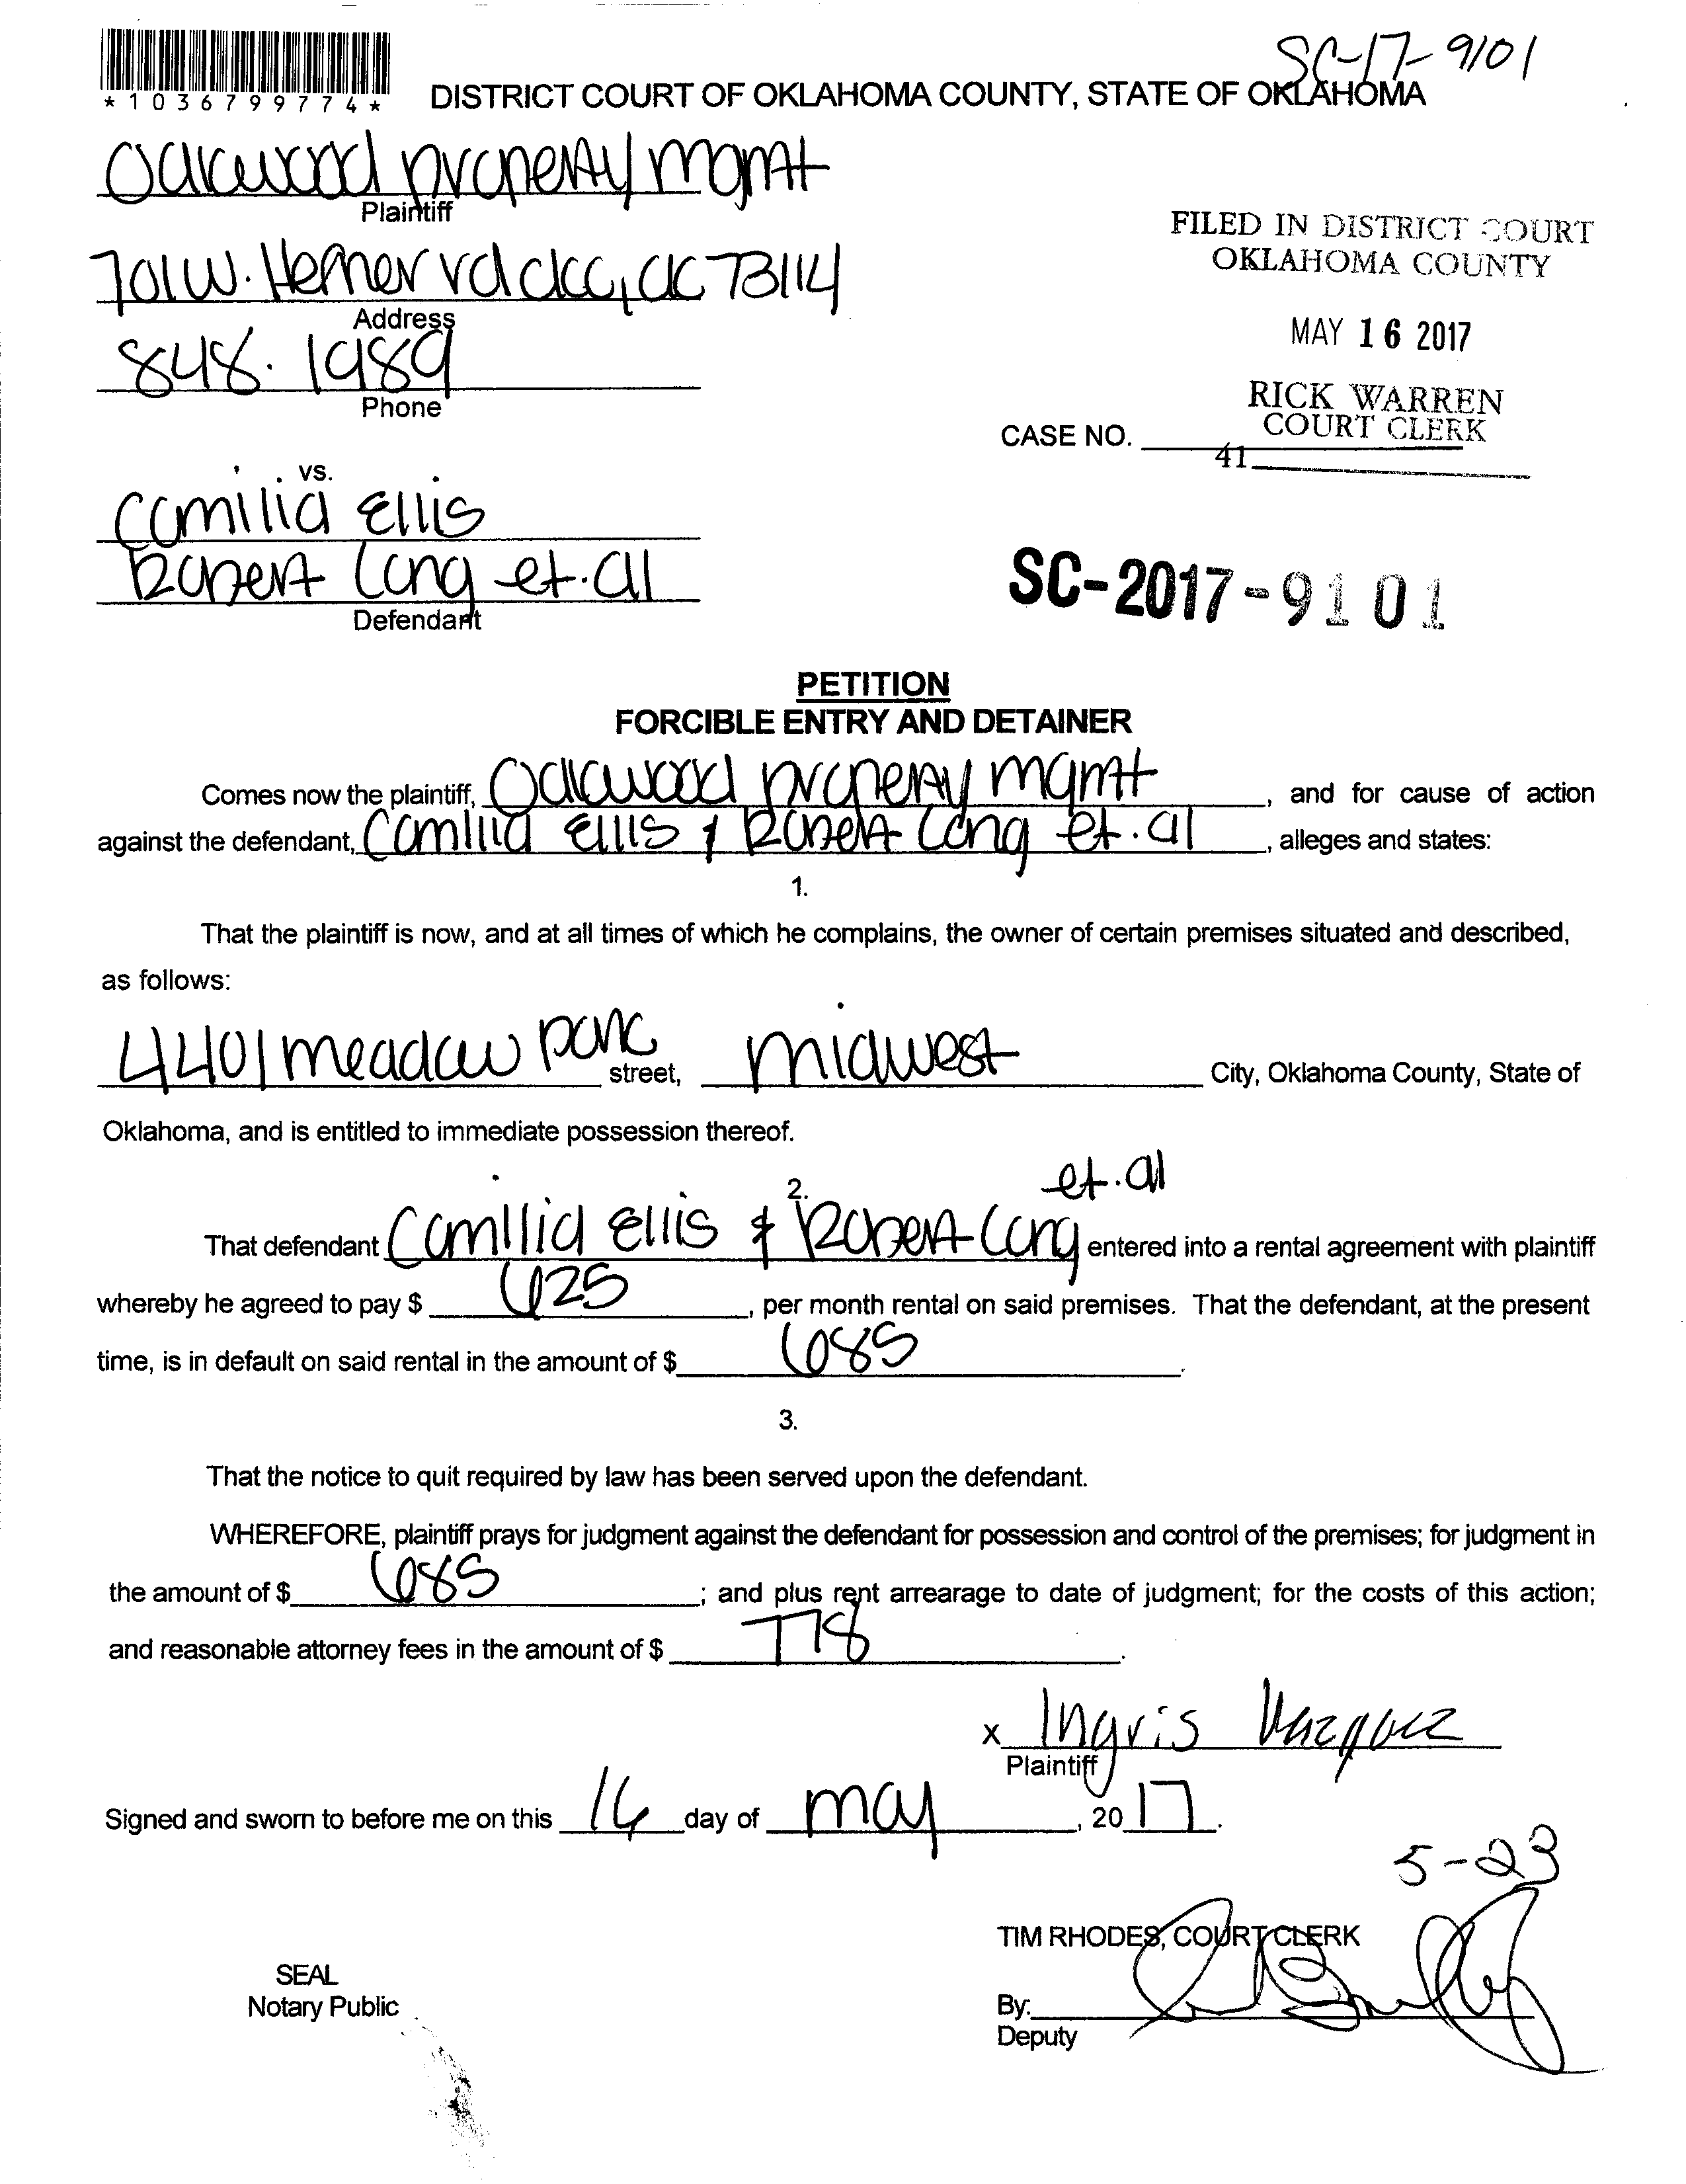 SC-17-9101
*1036799774*
DISTRICT COURT OF OKLAHOMA COUNTY, STATE OF OKLAHOMA
Oakwood property mgmt
Plaintiff
701 W. Hefner rd okc, ok 73114
Address
848.1989
Phone
FILED IN DISTRICT COURT
OKLAHOMA COUNTY
MAY 16 2017
RICK WARREN
COURT CLERK
CASE NO.
41
vs.
Camilia Ellis
Robert Long et.al
Defendant
SC-2017-9101
PETITION
FORCIBLE ENTRY AND DETAINER
Comes now the plaintiff, Oakwood property mgmt, and for cause of action
against the defendant, Camilia Ellis & Robert Long et.al, alleges and states:
1.
That the plaintiff is now, and at all times of which he complains, the owner of certain premises situated and described,
as follows:
4401 meadow park street, midwest City, Oklahoma County, State of
Oklahoma, and is entitled to immediate possession thereof.
2.
et.al
That defendant Camilia Ellis & Robert Long entered into a rental agreement with plaintiff
whereby he agreed to pay $ 625, per month rental on said premises. That the defendant, at the present
time, is in default on said rental in the amount of $ 685.
3.
That the notice to quit required by law has been served upon the defendant.
WHEREFORE, plaintiff prays for judgment against the defendant for possession and control of the premises; for judgment in
the amount of $ 685; and plus rent arrearage to date of judgment; for the costs of this action;
and reasonable attorney fees in the amount of $ 778.
x Ingris Vazquez
Plaintiff
Signed and sworn to before me on this 16 day of may, 2017.
5-23
TIM RHODES, COURT CLERK
SEAL
Notary Public
By:
Deputy